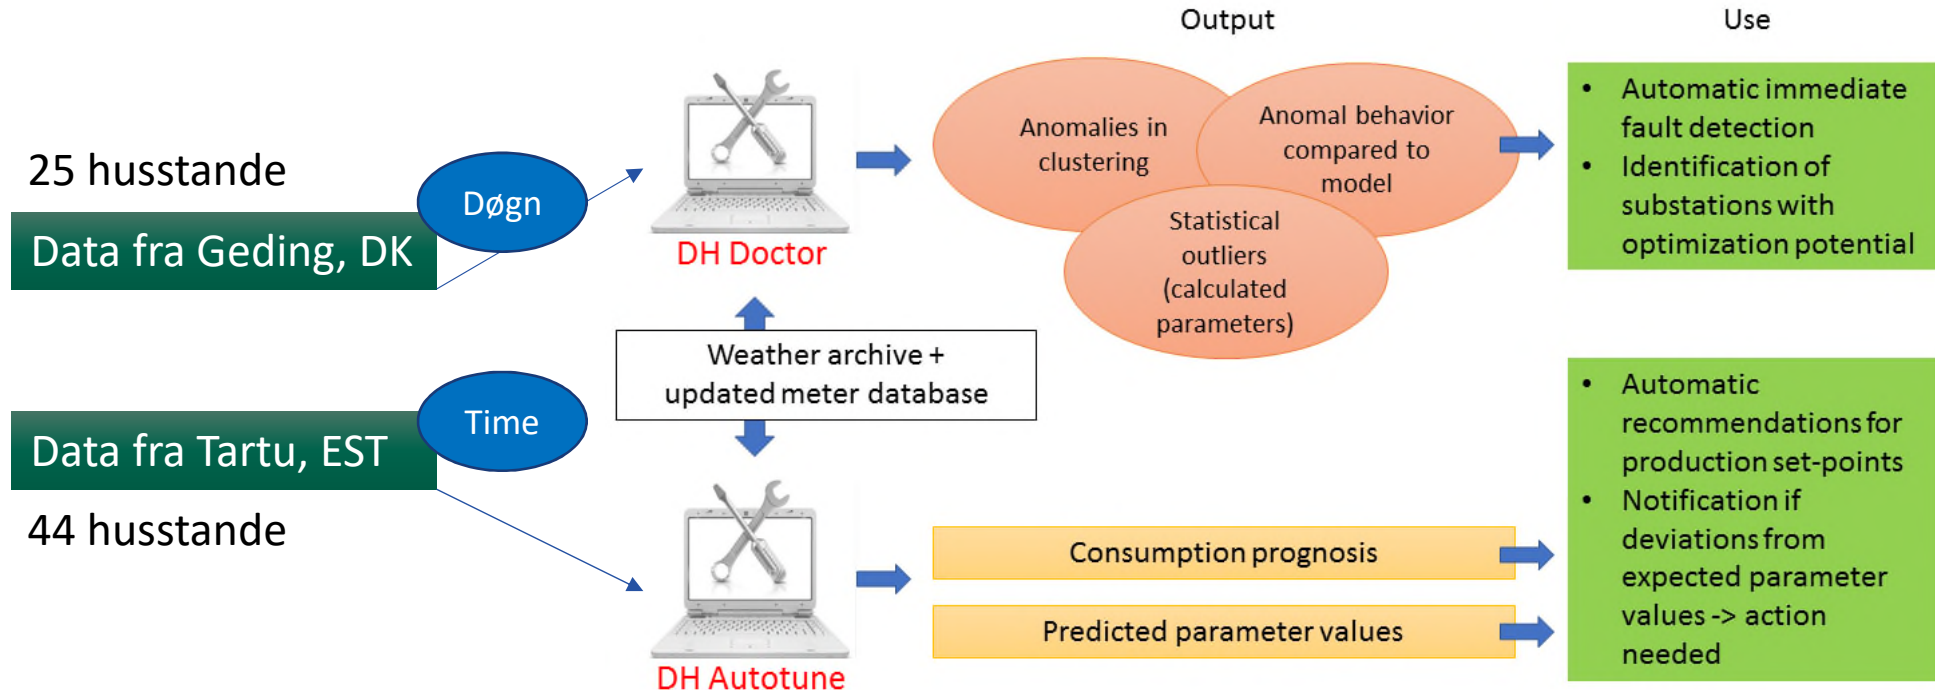 Output
Use
25 husstande
Data fra Geding, DK
Døgn
DH Doctor
Anomalies in
clustering
Anomal behavior
compared to
model
Statistical
outliers
(calculated
parameters)
• Automatic immediate
fault detection
• Identification of
substations with
optimization potential
Weather archive +
updated meter database
Data fra Tartu, EST
Time
44 husstande
DH Autotune
Consumption prognosis
Predicted parameter values
• Automatic
recommendations for
production set-points
• Notification if
deviations from
expected parameter
values -> action
needed